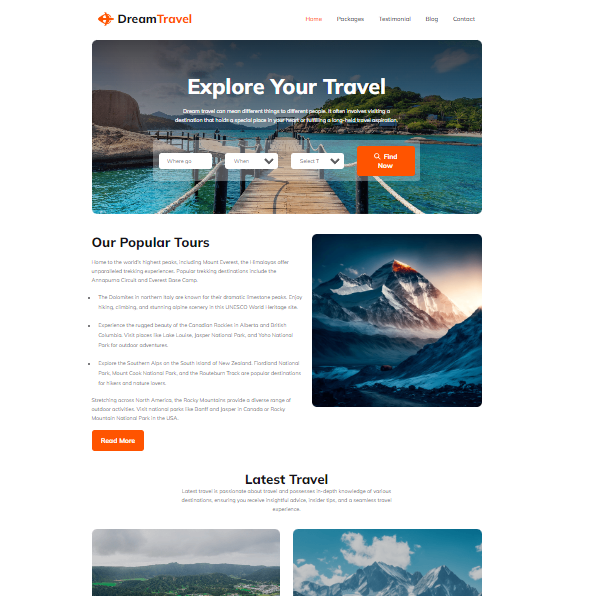 DreamTravel
Home Packages Testimonial Blog Contact
Explore Your Travel
Dream travel can mean different things to different people. It often involves visiting a
destination that holds a special place in your heart or fulfilling a long-held travel aspiration.
Where go When Select T Find
Now
Our Popular Tours
Home to the world's highest peaks, including Mount Everest, the Himalayas offer
unparalleled trekking experiences. Popular trekking destinations include the
Annapurna Circuit and Everest Base Camp.
The Dolomites in northern Italy are known for their dramatic limestone peaks. Enjoy
hiking, climbing, and stunning alpine scenery in this UNESCO World Heritage site.
Experience the rugged beauty of the Canadian Rockies in Alberta and British
Columbia. Visit places like Lake Louise, Jasper National Park, and Yoho National
Park for outdoor adventures.
Explore the Southern Alps on the South Island of New Zealand. Fiordland National
Park, Mount Cook National Park, and the Routeburn Track are popular destinations
for hikers and nature lovers.
Stretching across North America, the Rocky Mountains provide a diverse range of
outdoor activities. Visit national parks like Banff and Jasper in Canada or Rocky
Mountain National Park in the USA.
Read More
Latest Travel
Latest travel is passionate about travel and possesses in-depth knowledge of various
destinations, ensuring you receive insightful advice, insider tips, and a seamless travel
experience.